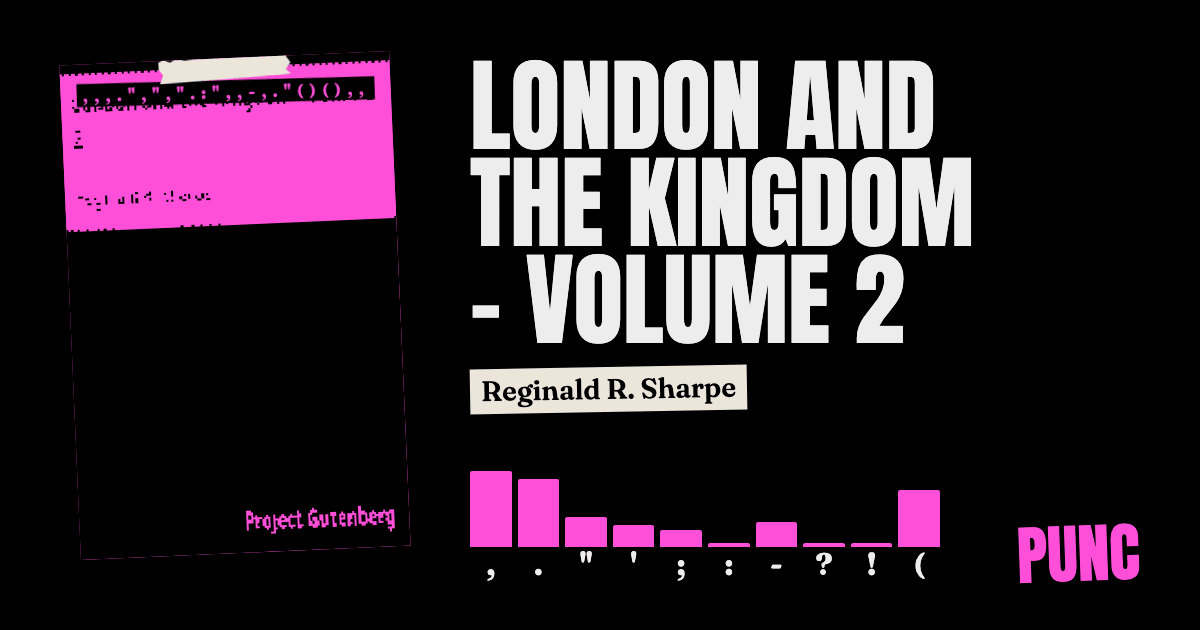 ,,,.",",".:",,-,."()(),,
Project Gutenberg
LONDON AND
THE KINGDOM
- VOLUME 2
Reginald R. Sharpe
, . " ' ; : - ? ! (
PUNC